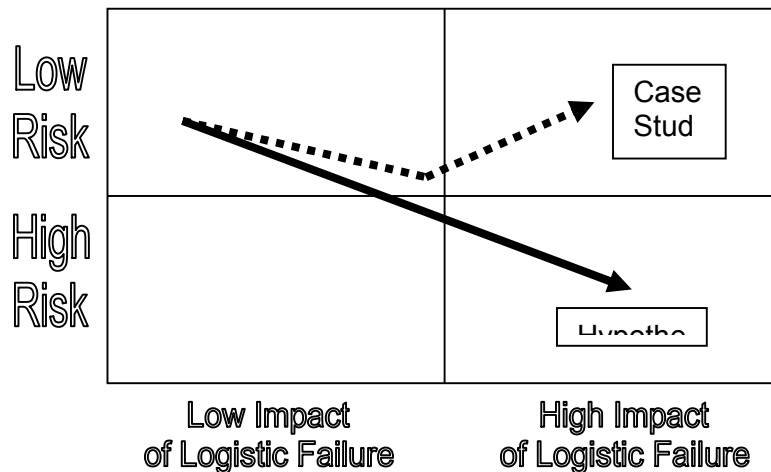 Low
Risk
Case
Stud
High
Risk
Low Impact
of Logistic Failure
High Impact
of Logistic Failure